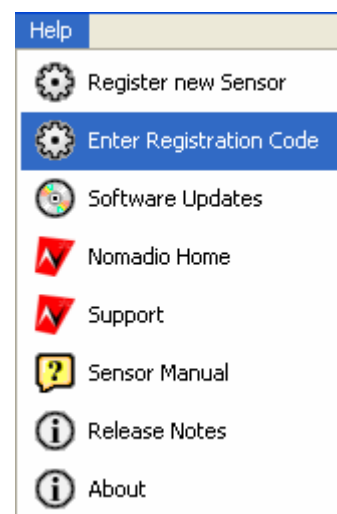 Help
Register new Sensor
Enter Registration Code
Software Updates
Nomadio Home
Support
Sensor Manual
Release Notes
About